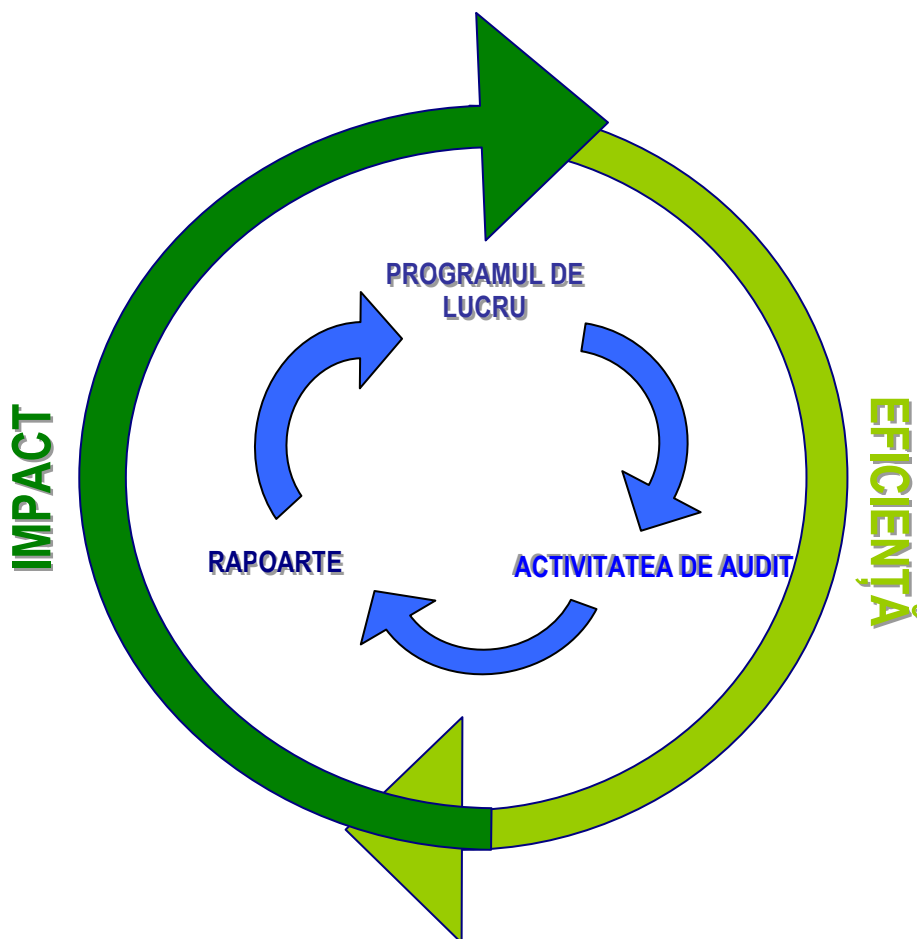 PROGRAMUL DE
LUCRU
IMPACT
EFICIENȚĂ
RAPOARTE
ACTIVITATEA DE AUDIT